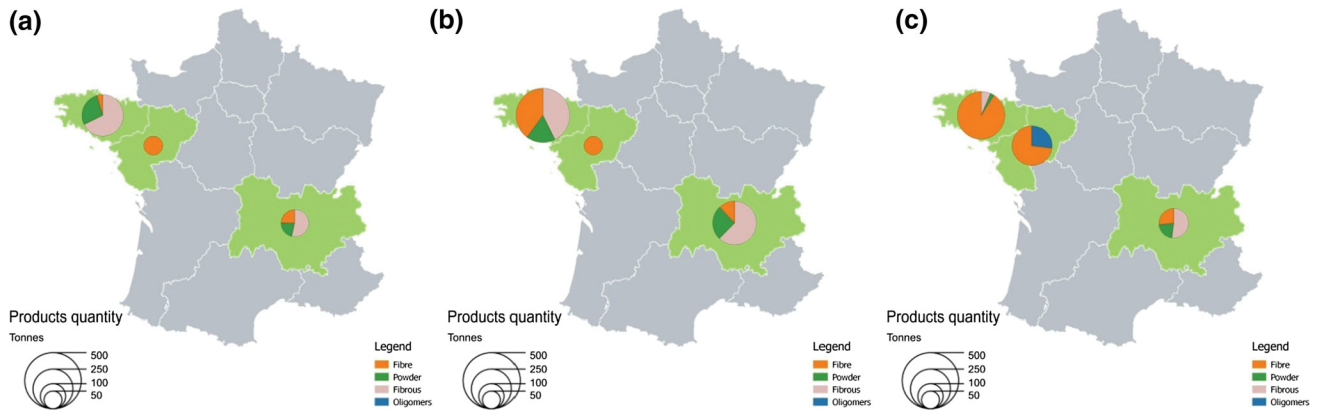 (a)
Products quantity
Tonnes
500
250
100
50
Legend
Fibre
Powder
Fibrous
Oligomers
(b)
Products quantity
Tonnes
500
250
100
50
Legend
Fibre
Powder
Fibrous
Oligomers
(c)
Products quantity
Tonnes
500
250
100
50
Legend
Fibre
Powder
Fibrous
Oligomers